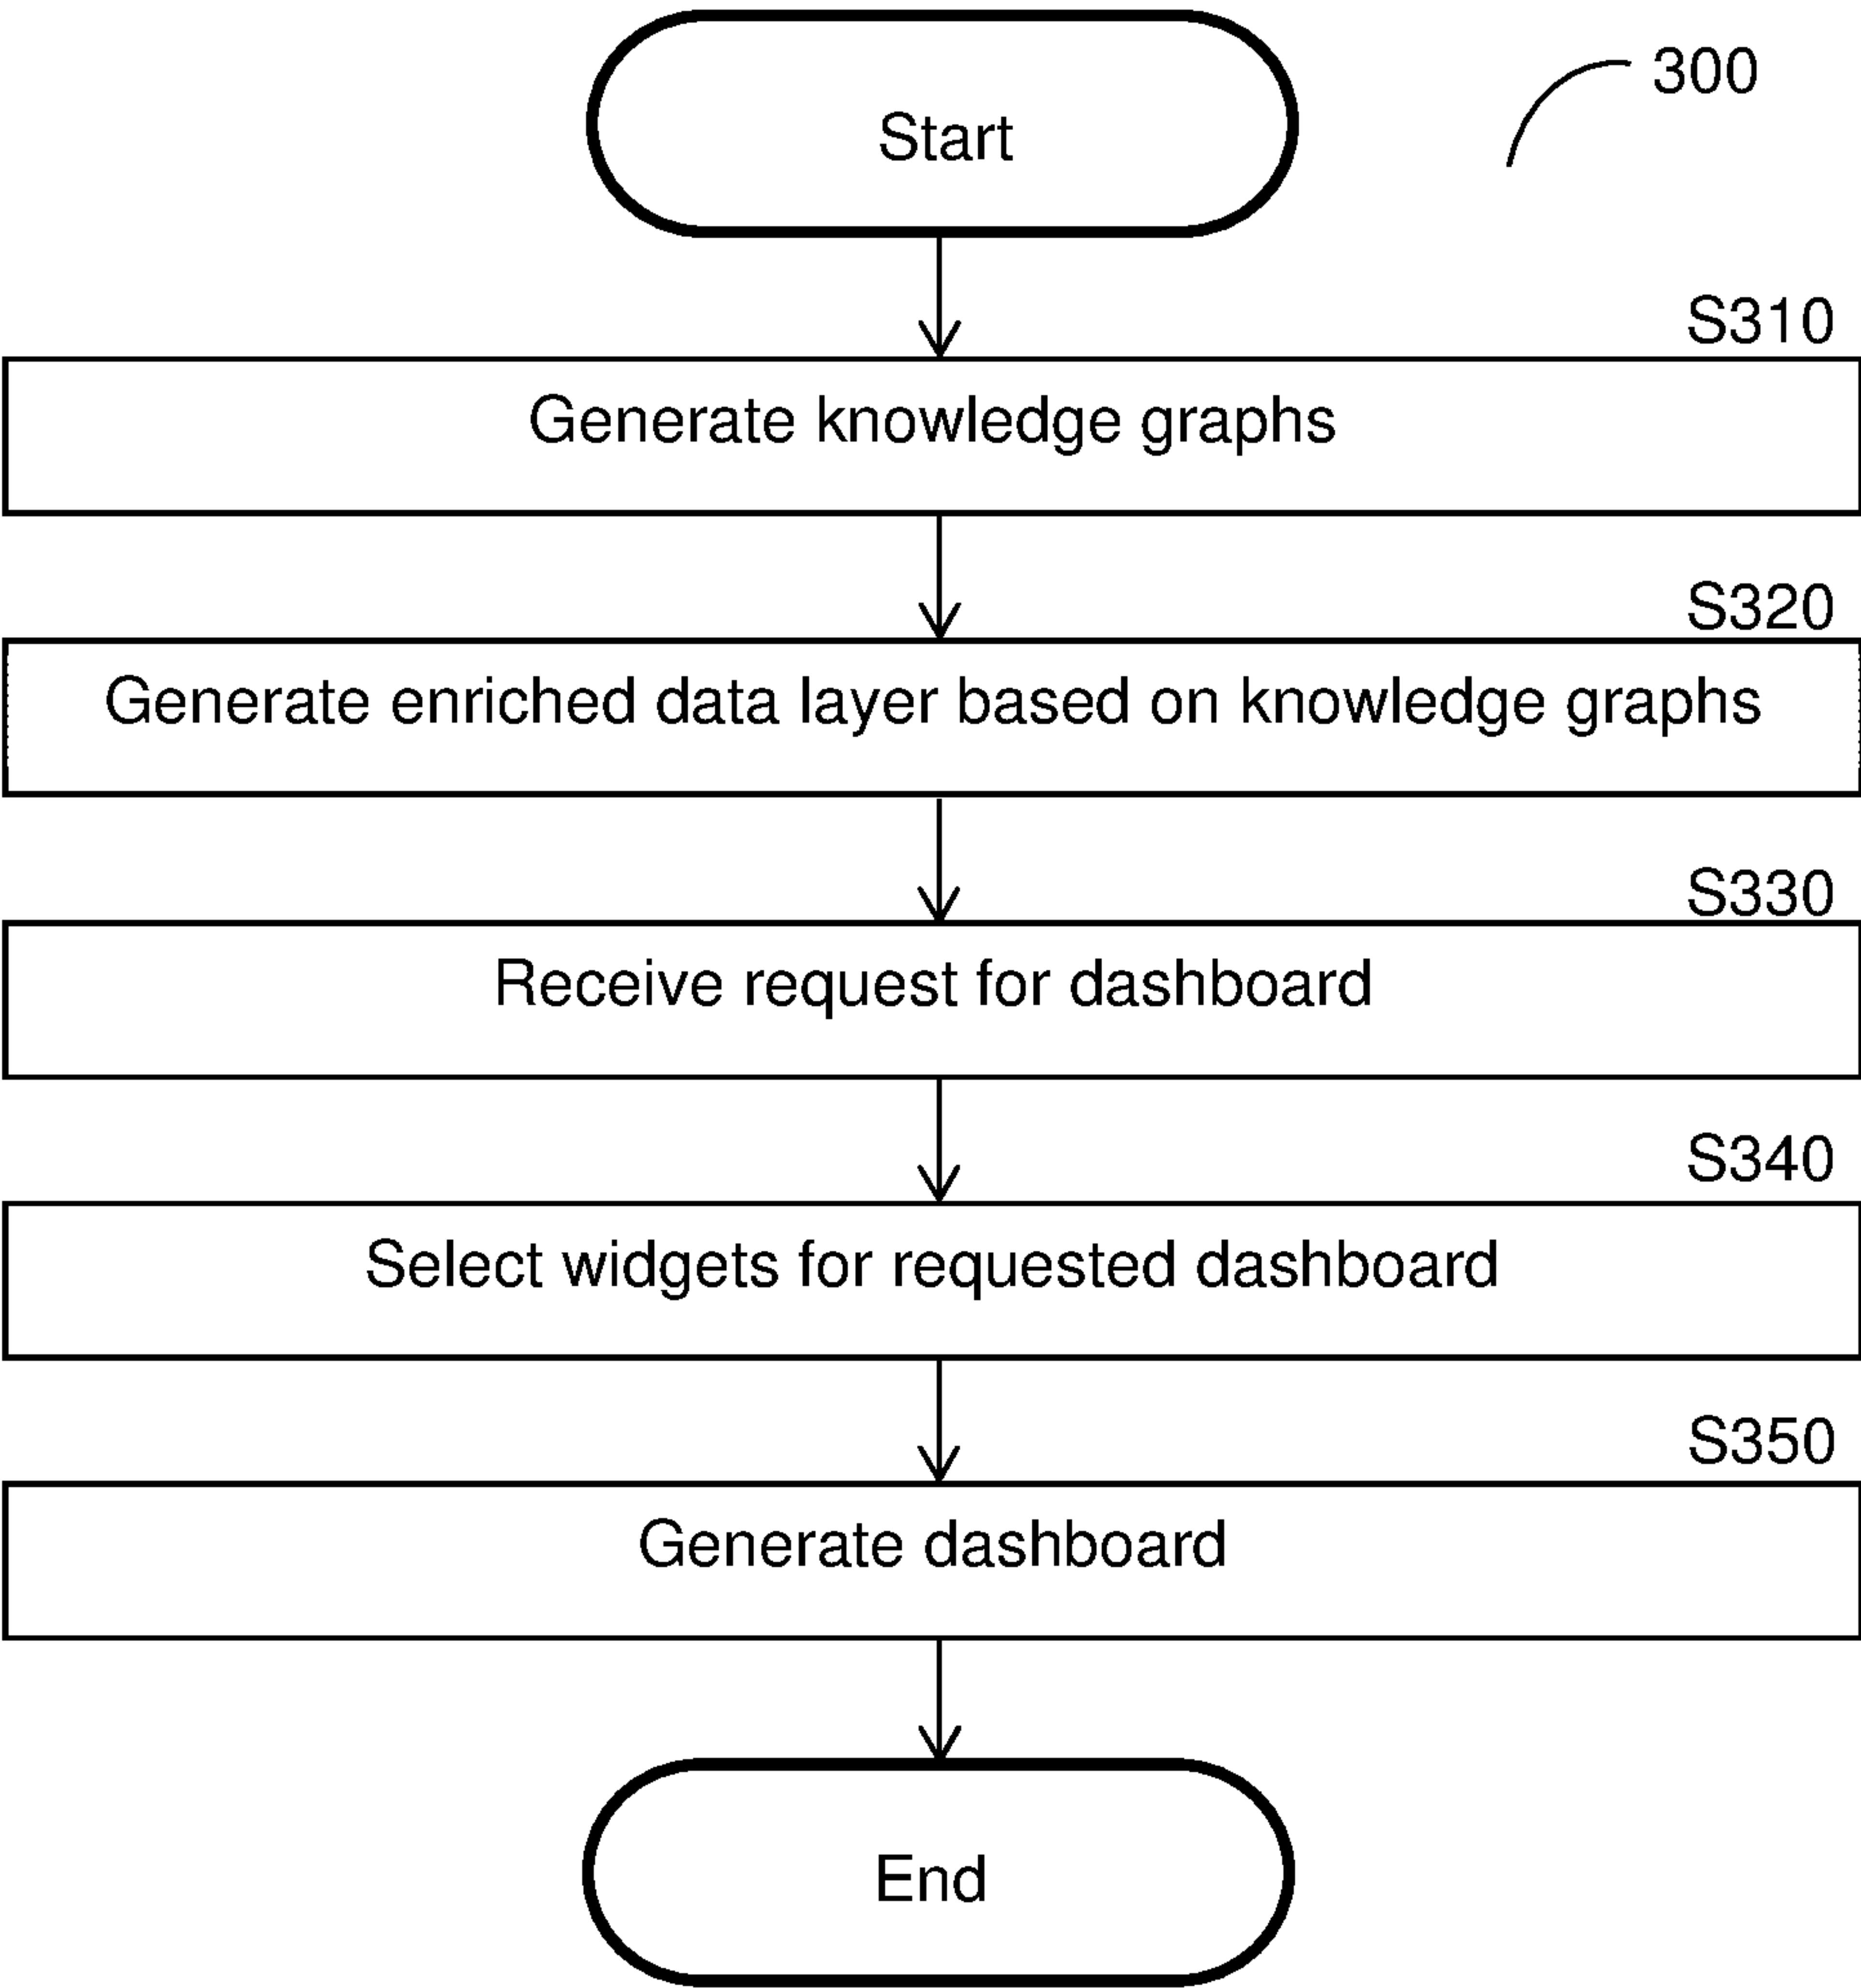 Start
300
S310
Generate knowledge graphs
S320
Generate enriched data layer based on knowledge graphs
S330
Receive request for dashboard
S340
Select widgets for requested dashboard
S350
Generate dashboard
End